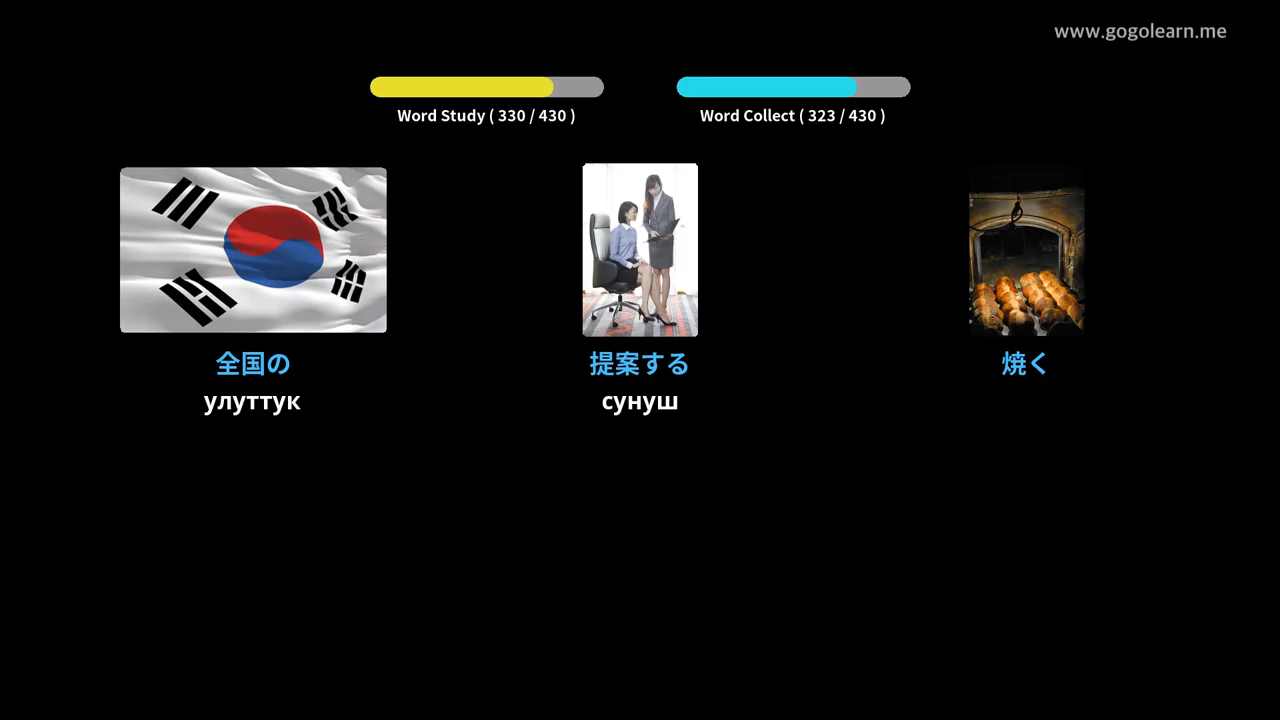 www.gogolearn.me
Word Study ( 330 / 430 )
Word Collect ( 323 / 430 )
全国の
提案する
焼く
улуттук
сунуш